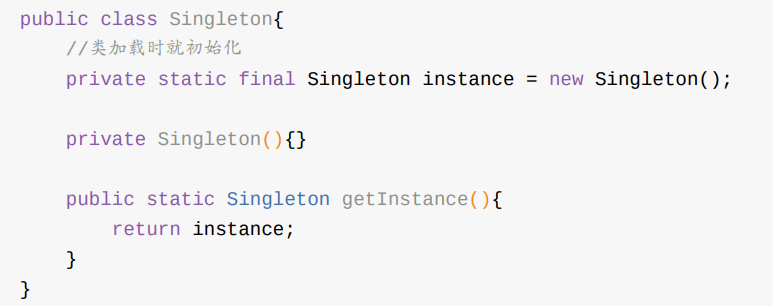 public class Singleton{
    //类加载时就初始化
    private static final Singleton instance = new Singleton();

    private Singleton(){}

    public static Singleton getInstance(){
        return instance;
    }
}